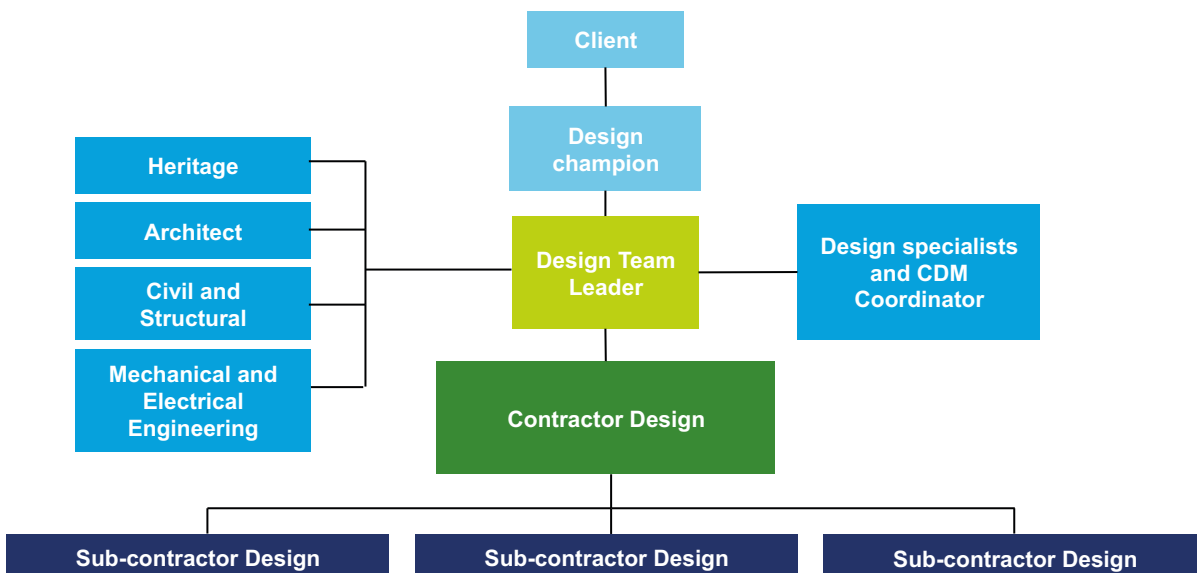 Client
Design
champion
Heritage
Architect
Civil and
Structural
Mechanical and
Electrical
Engineering
Design Team
Leader
Design specialists
and CDM
Coordinator
Contractor Design
Sub-contractor Design
Sub-contractor Design
Sub-contractor Design